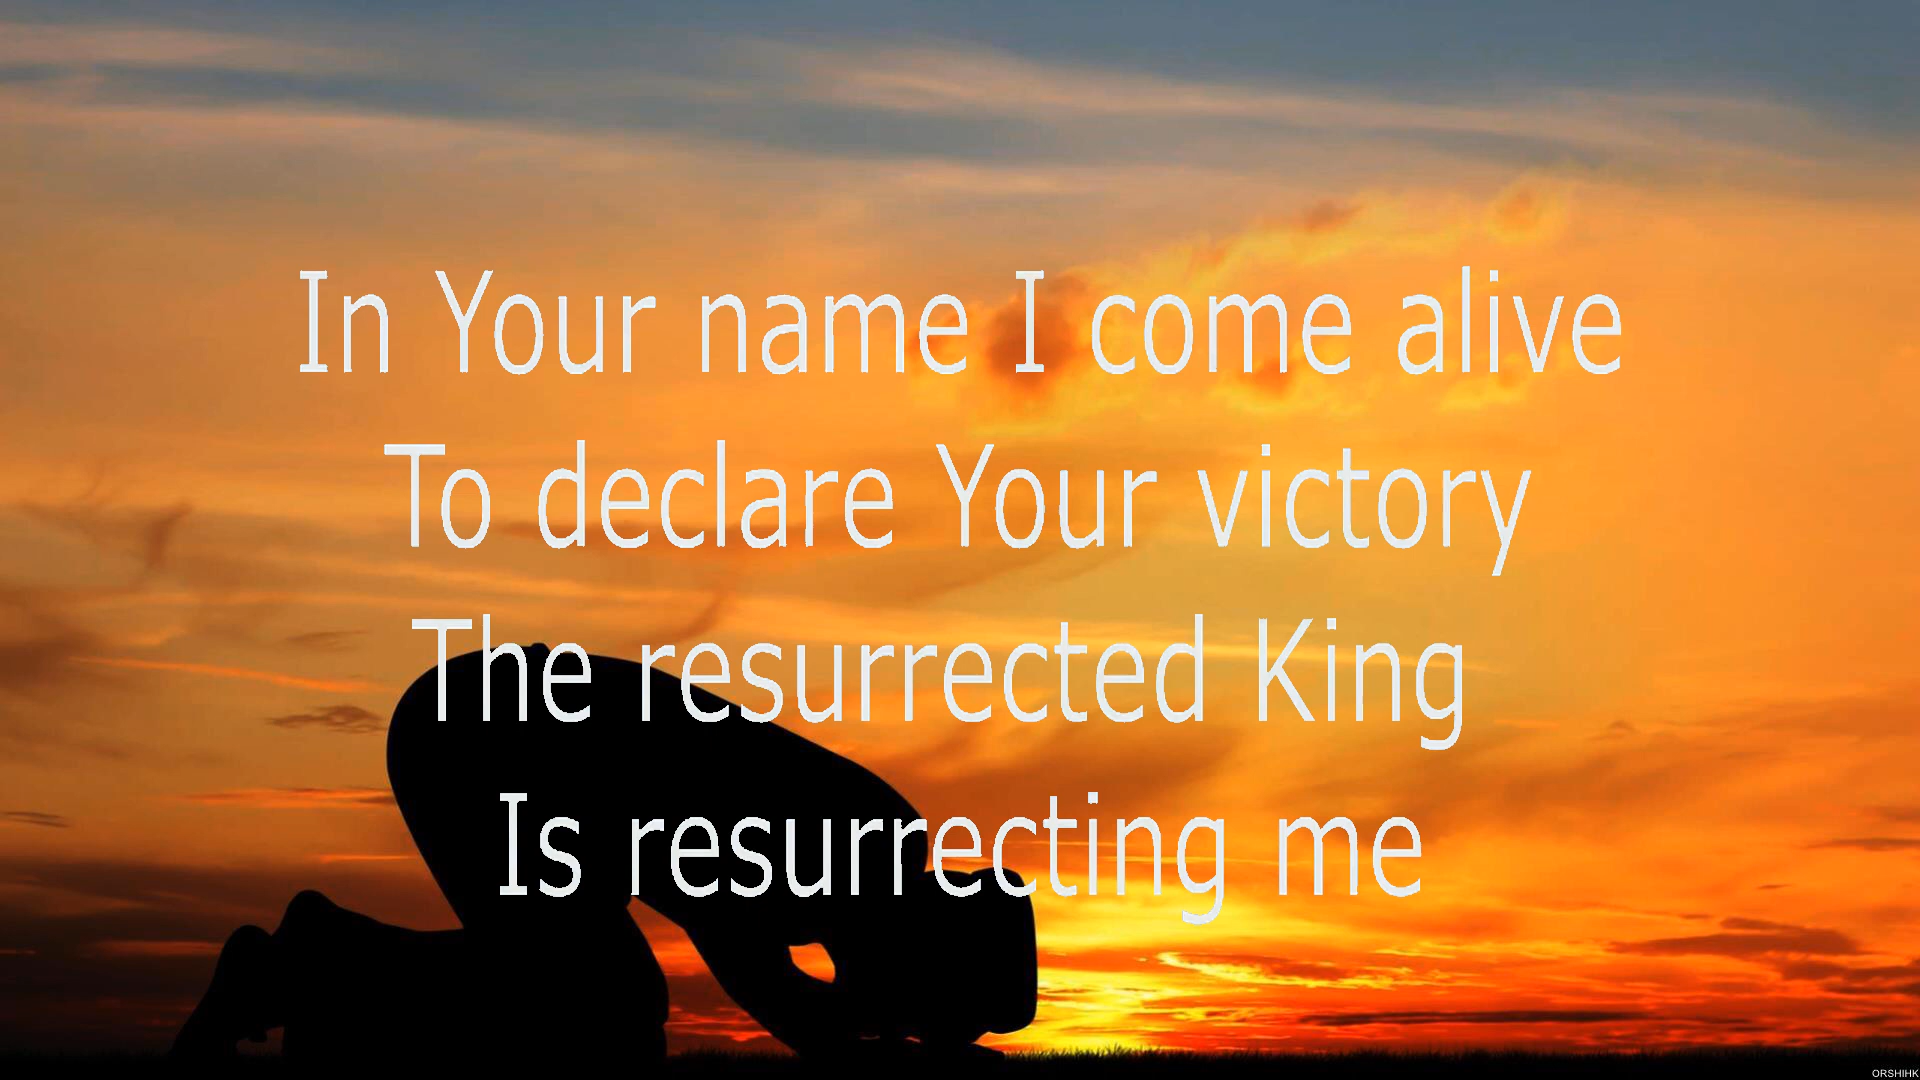 In Your name I come alive
To declare Your victory
The resurrected King
Is resurrecting me
ORSHIHK